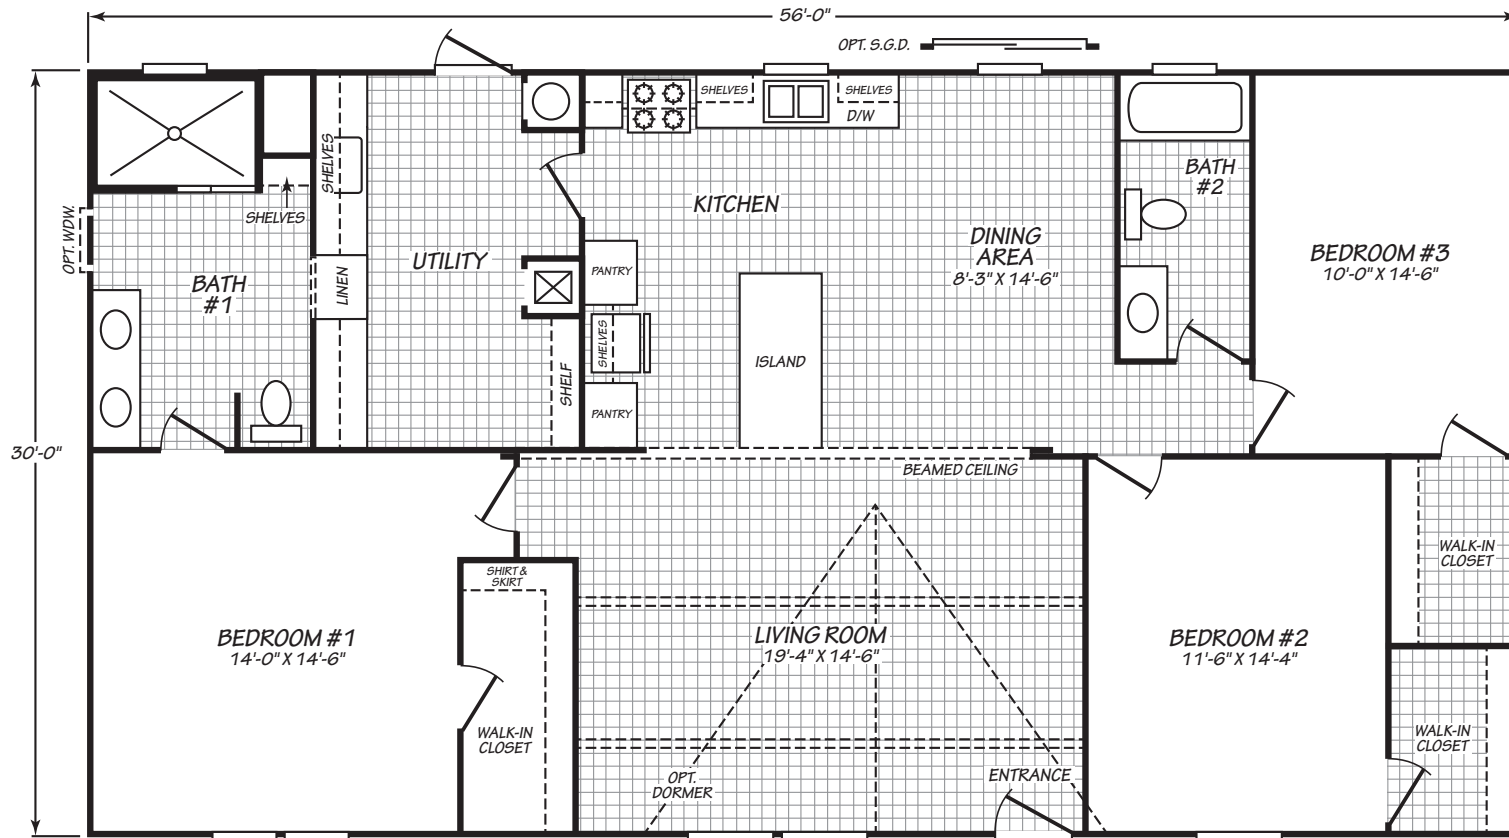 56'-0"
OPT. S.G.D.
SHELVES
SHELVES
D/W
SHELVES
SHELVES
BATH
#2
KITCHEN
OPT. WDW.
DINING
AREA
8'-3" X 14'-6"
BEDROOM #3
10'-0" X 14'-6"
UTILITY
PANTRY
BATH
#1
LINEN
SHELVES
ISLAND
SHELF
PANTRY
30'-0"
BEAMED CEILING
WALK-IN
CLOSET
SHIRT &
SKIRT
BEDROOM #1
14'-0" X 14'-6"
LIVING ROOM
19'-4" X 14'-6"
BEDROOM #2
11'-6" X 14'-4"
WALK-IN
CLOSET
WALK-IN
CLOSET
OPT.
DORMER
ENTRANCE